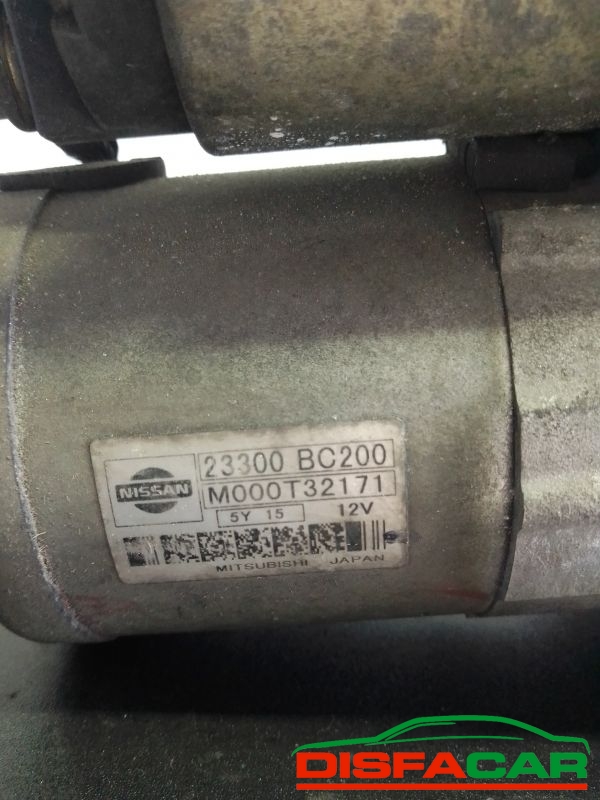 NISSAN
23300 BC200
M000T32171
5Y 15 12V
MITSUBISHI JAPAN
DISFACAR